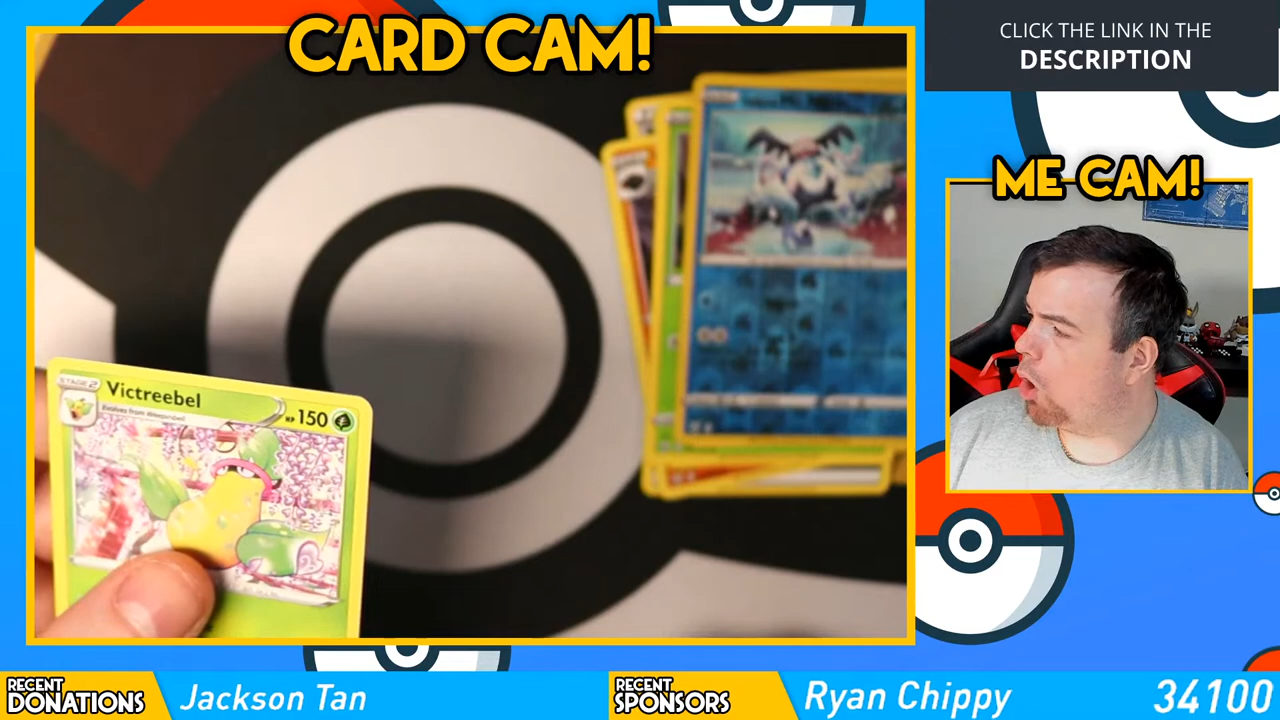 CARD CAM!
CLICK THE LINK IN THE
DESCRIPTION
ME CAM!
STAGE 2
Victreebel
Evolves from Weepinbell
HP 150
RECENT
DONATIONS
Jackson Tan
RECENT
SPONSORS
Ryan Chippy
34100